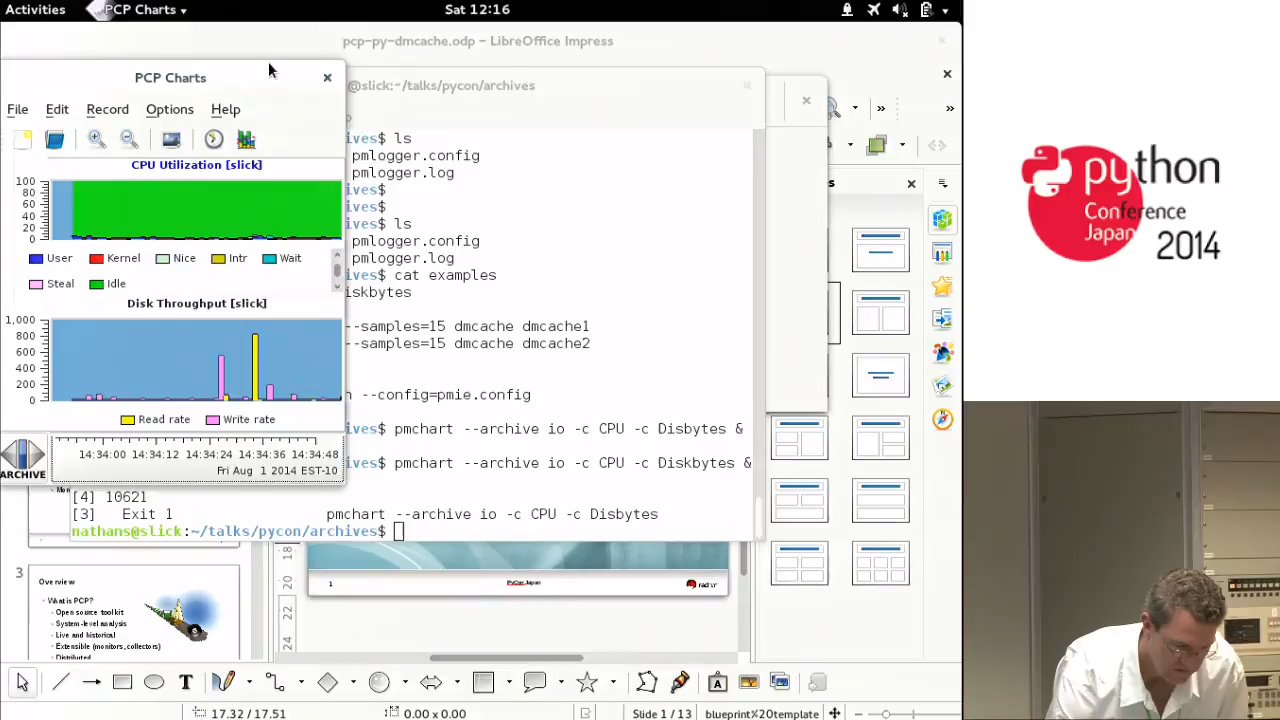 Activities
PCP Charts
Sat 12:16
pcp-py-dmcache.odp – LibreOffice Impress
PCP Charts
@slick:~/talks/pycon/archives
File Edit Record Options Help
CPU Utilization [slick]
100
80
60
40
20
0
User Kernel Nice Intr Wait
Steal Idle
Disk Throughput [slick]
1,000
800
600
400
200
0
Read rate Write rate
14:34:00 14:34:12 14:34:24 14:34:36 14:34:48
Fri Aug 1 2014 EST-10
ARCHIVE
ives$ ls
pmlogger.config
pmlogger.log
ives$
ives$
ives$ ls
pmlogger.config
pmlogger.log
ives$ cat examples
iskbytes
--samples=15 dmcache dmcache1
--samples=15 dmcache dmcache2
n --config=pmie.config
ives$ pmchart --archive io -c CPU -c Disbytes &
ives$ pmchart --archive io -c CPU -c Diskbytes &
[4] 10621
[3] Exit 1 pmchart --archive io -c CPU -c Disbytes
nathans@slick:~/talks/pycon/archives$
s
3
Overview
What is PCP?
Open source toolkit
System-level analysis
Live and historical
Extensible (monitors, collectors)
Distributed
18
20
22
24
1
PyCon Japan
17.32 / 17.51
0.00 x 0.00
Slide 1 / 13
blueprint%20template
python
Conference
Japan
2014